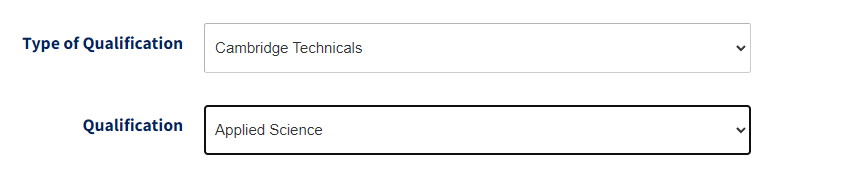 Type of Qualification Cambridge Technicals
Qualification Applied Science